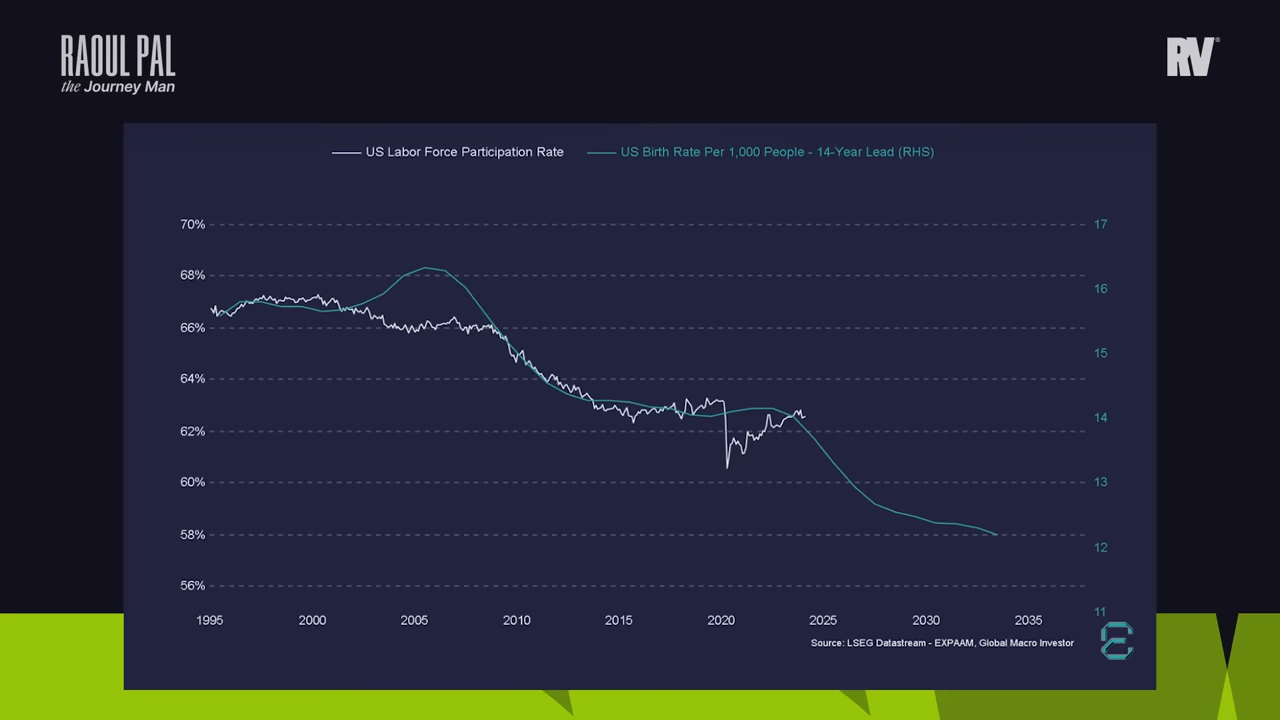 RAOUL PAL
the Journey Man
RV®
US Labor Force Participation Rate
US Birth Rate Per 1,000 People - 14-Year Lead (RHS)
70%
68%
66%
64%
62%
60%
58%
56%
17
16
15
14
13
12
11
1995 2000 2005 2010 2015 2020 2025 2030 2035
Source: LSEG Datastream - EXPAAM, Global Macro Investor